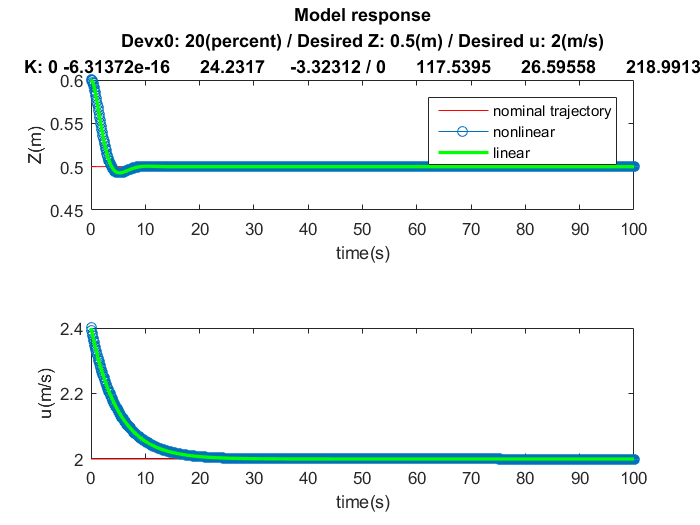 Model response
Devx0: 20(percent) / Desired Z: 0.5(m) / Desired u: 2(m/s)
K: 0 -6.31372e-16 24.2317 -3.32312 / 0 117.5395 26.59558 218.9913
0.6
0.55
0.5
0.45
Z(m)
nominal trajectory
nonlinear
linear
0 10 20 30 40 50 60 70 80 90 100
time(s)
2.4
2.2
2
u(m/s)
0 10 20 30 40 50 60 70 80 90 100
time(s)